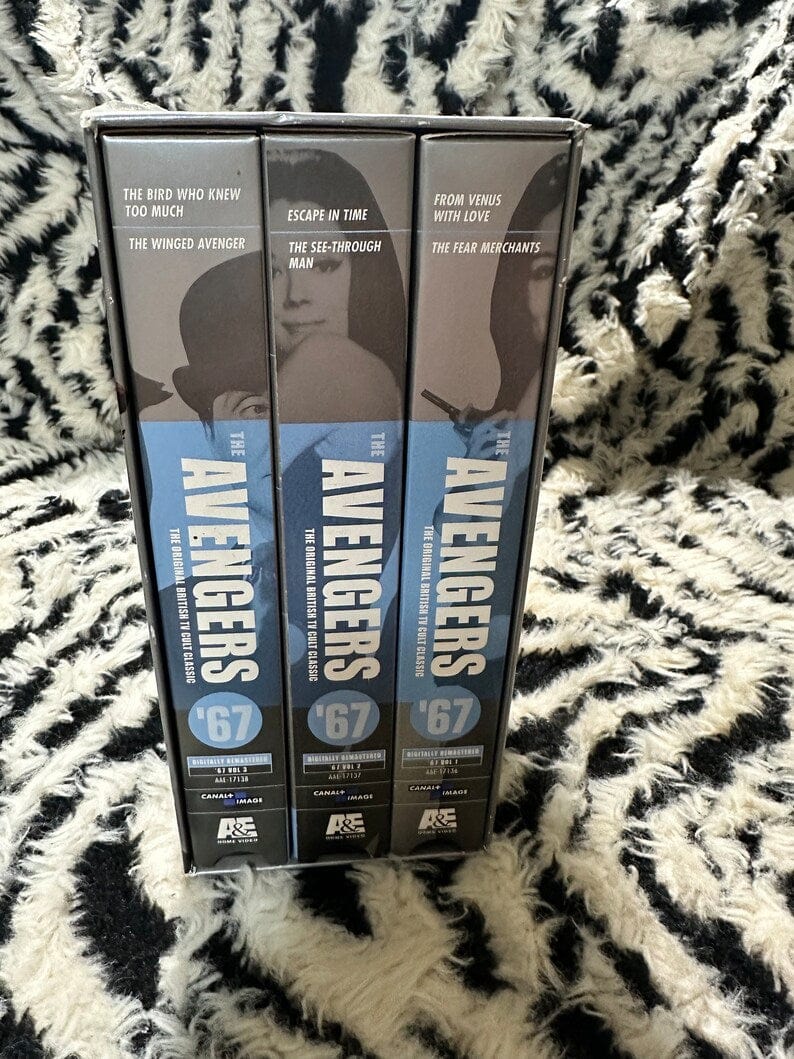 THE BIRD WHO KNEW
TOO MUCH
THE WINGED AVENGER
THE
AVENGERS
THE ORIGINAL BRITISH TV CULT CLASSIC
'67
DIGITALLY REMASTERED
'67 VOL 3
AAE-17138
CANAL+
IMAGE
A&E
HOME VIDEO
ESCAPE IN TIME
THE SEE-THROUGH
MAN
THE
AVENGERS
THE ORIGINAL BRITISH TV CULT CLASSIC
'67
DIGITALLY REMASTERED
'67 VOL 2
AAE-17137
CANAL+
IMAGE
A&E
HOME VIDEO
FROM VENUS
WITH LOVE
THE FEAR MERCHANTS
THE
AVENGERS
THE ORIGINAL BRITISH TV CULT CLASSIC
'67
DIGITALLY REMASTERED
'67 VOL 1
AAE-17136
CANAL+
IMAGE
A&E
HOME VIDEO